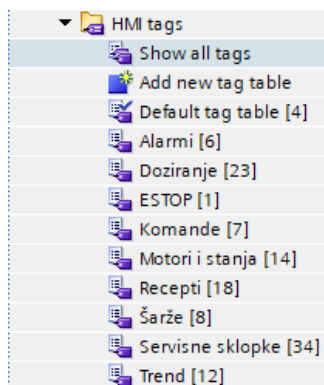 HMI tags
Show all tags
Add new tag table
Default tag table [4]
Alarmi [6]
Doziranje [23]
ESTOP [1]
Komande [7]
Motori i stanja [14]
Recepti [18]
Šarže [8]
Servisne sklopke [34]
Trend [12]